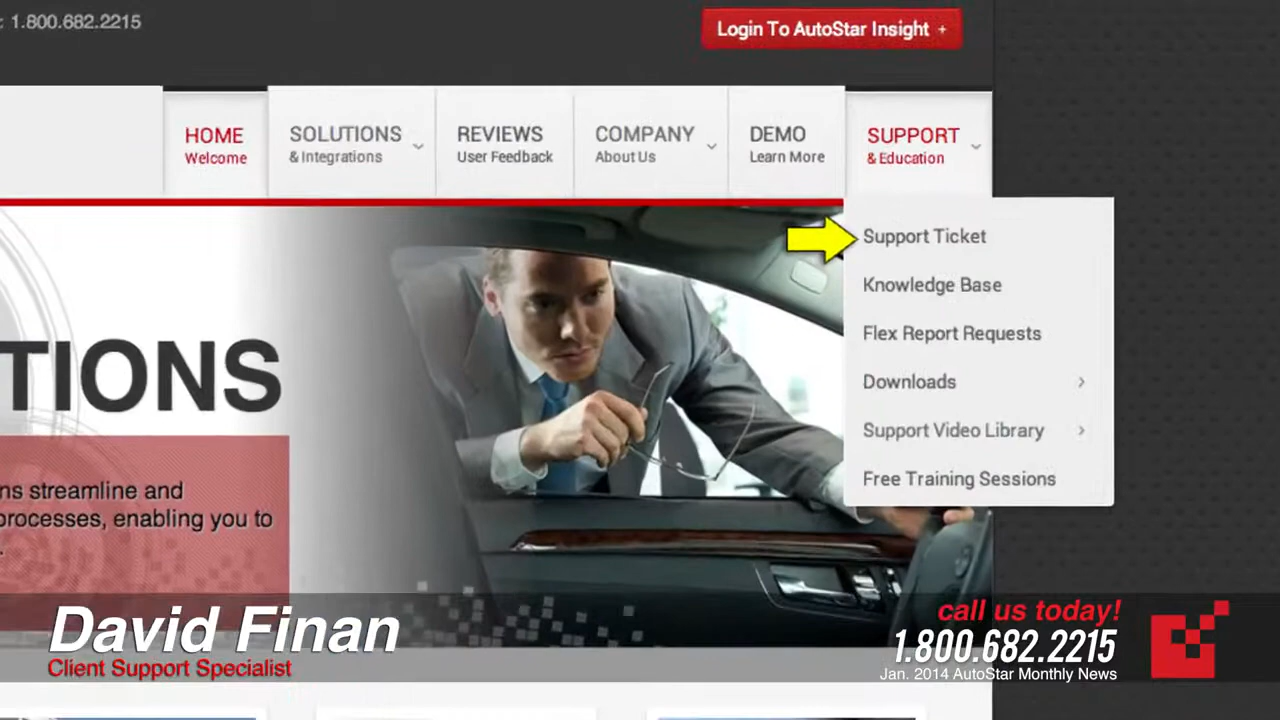 : 1.800.682.2215
Login To AutoStar Insight +
HOME
Welcome
SOLUTIONS
& Integrations
REVIEWS
User Feedback
COMPANY
About Us
DEMO
Learn More
SUPPORT
& Education
Support Ticket
Knowledge Base
Flex Report Requests
Downloads
Support Video Library
Free Training Sessions
TIONS
ns streamline and
processes, enabling you to
David Finan
Client Support Specialist
call us today!
1.800.682.2215
Jan. 2014 AutoStar Monthly News